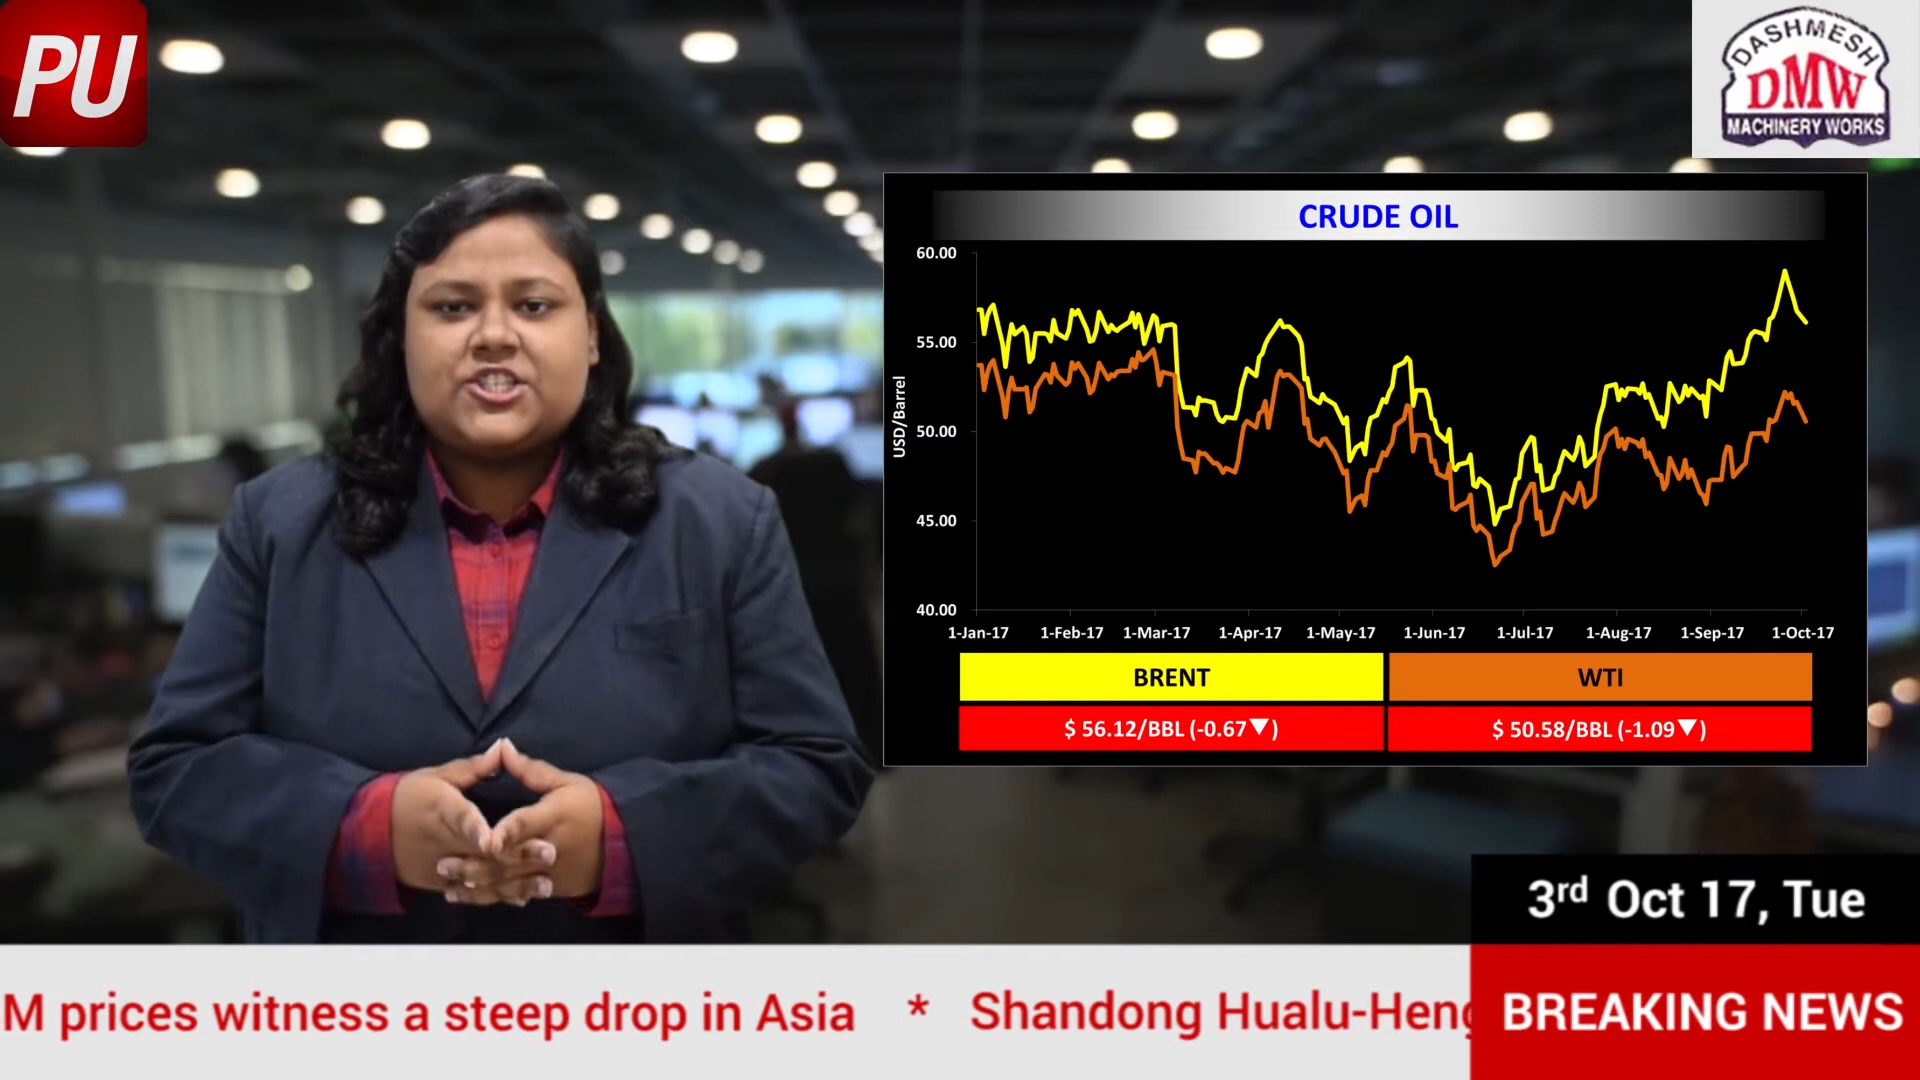 PU
DASHMESH
DMW
MACHINERY WORKS
CRUDE OIL
60.00
55.00
50.00
45.00
40.00
USD/Barrel
1-Jan-17 1-Feb-17 1-Mar-17 1-Apr-17 1-May-17 1-Jun-17 1-Jul-17 1-Aug-17 1-Sep-17 1-Oct-17
BRENT WTI
$ 56.12/BBL (-0.67▼) $ 50.58/BBL (-1.09▼)
3rd Oct 17, Tue
M prices witness a steep drop in Asia * Shandong Hualu-Heng
BREAKING NEWS